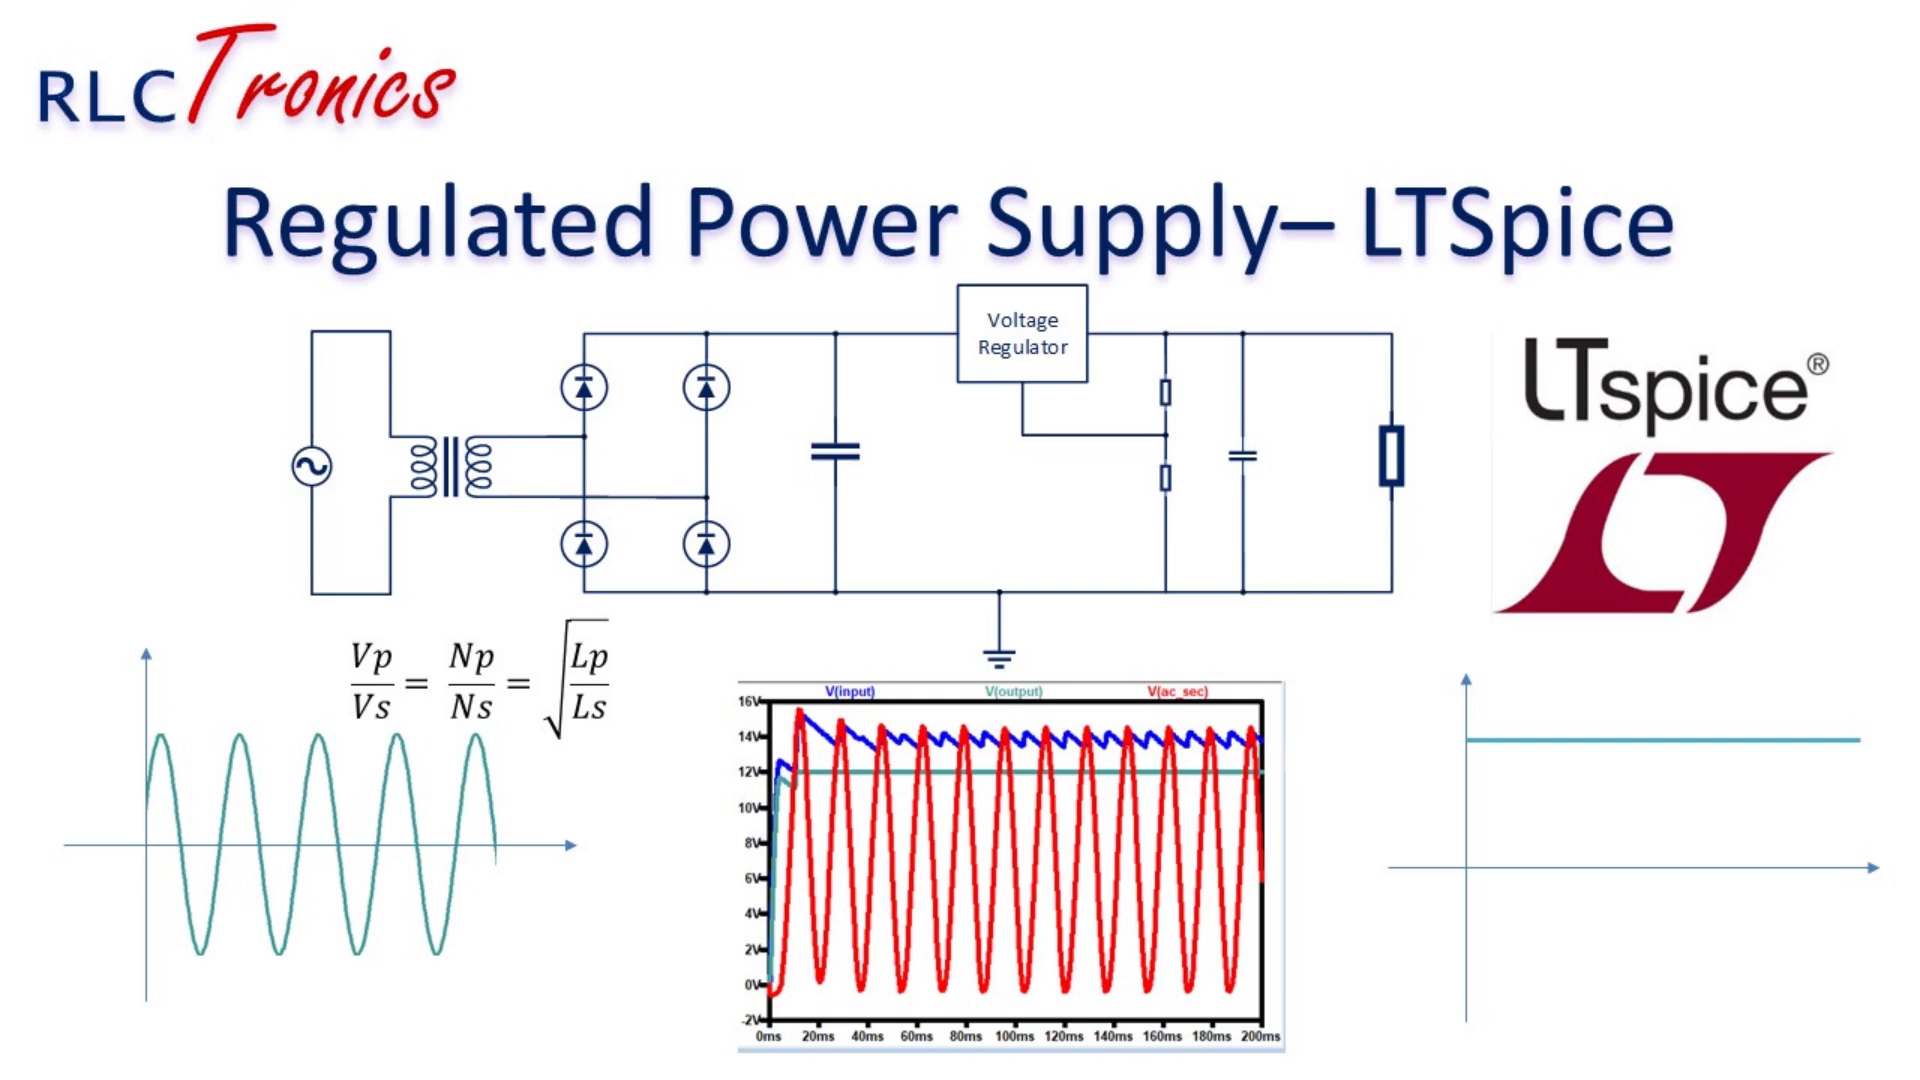 RLCTronics
Regulated Power Supply– LTSpice
Voltage
Regulator
LTspice®
Vp/Vs = Np/Ns = √Lp/Ls
V(input) V(output) V(ac_sec)
16V
14V
12V
10V
8V
6V
4V
2V
0V
-2V
0ms 20ms 40ms 60ms 80ms 100ms 120ms 140ms 160ms 180ms 200ms